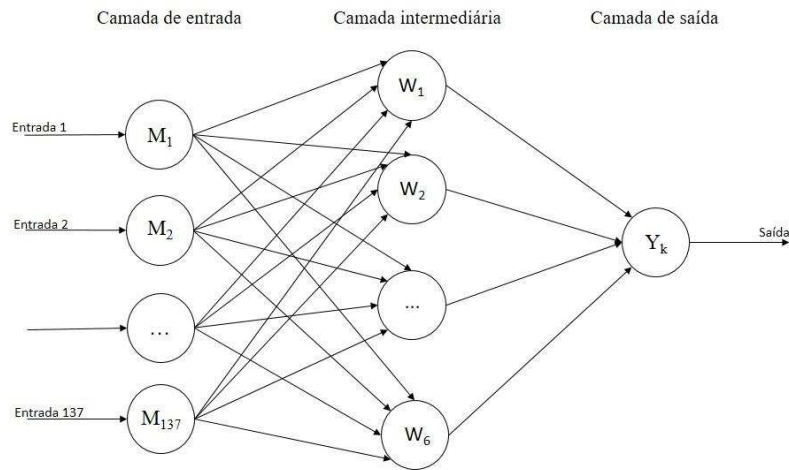 Camada de entrada
Camada intermediária
Camada de saída
W1
Entrada 1
M1
W2
Entrada 2
M2
Yk
Saída
...
...
Entrada 137
M137
W6